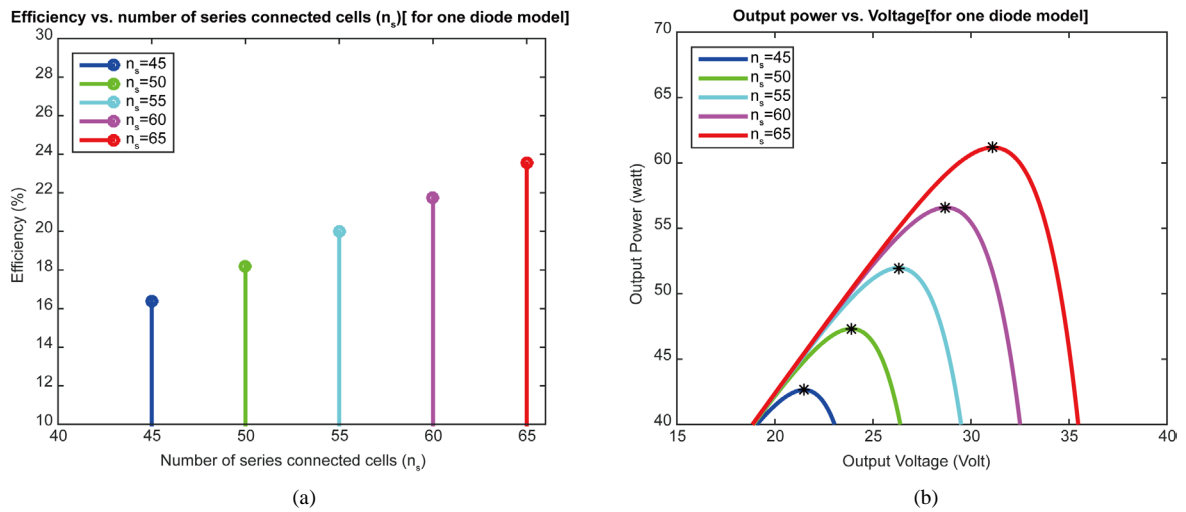 Efficiency vs. number of series connected cells (ns)[ for one diode model]
30
28
26
24
22
20
18
16
14
12
10
40
45
50
55
60
65
Efficiency (%)
Number of series connected cells (ns)
ns=45
ns=50
ns=55
ns=60
ns=65
(a)
Output power vs. Voltage[for one diode model]
70
65
60
55
50
45
40
15
20
25
30
35
40
Output Power (watt)
Output Voltage (Volt)
ns=45
ns=50
ns=55
ns=60
ns=65
(b)